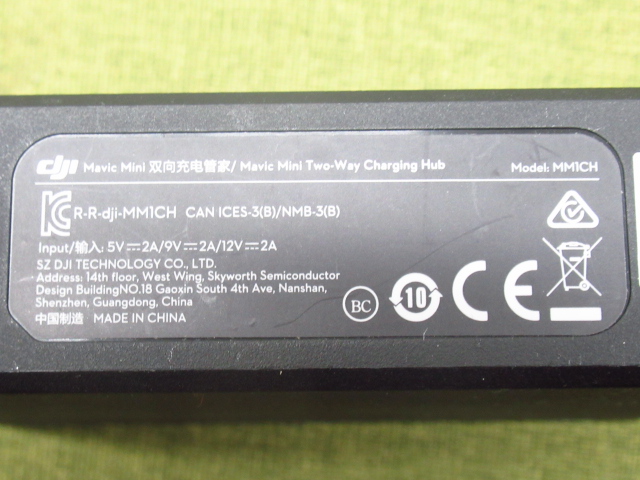 dji Mavic Mini 双向充电管家/ Mavic Mini Two-Way Charging Hub Model: MM1CH
R-R-dji-MM1CH CAN ICES-3(B)/NMB-3(B)
Input/输入: 5V⎓2A/9V⎓2A/12V⎓2A
SZ DJI TECHNOLOGY CO., LTD.
Address: 14th floor, West Wing, Skyworth Semiconductor
Design BuildingNO.18 Gaoxin South 4th Ave, Nanshan,
Shenzhen, Guangdong, China
中国制造 MADE IN CHINA
BC 10 CE